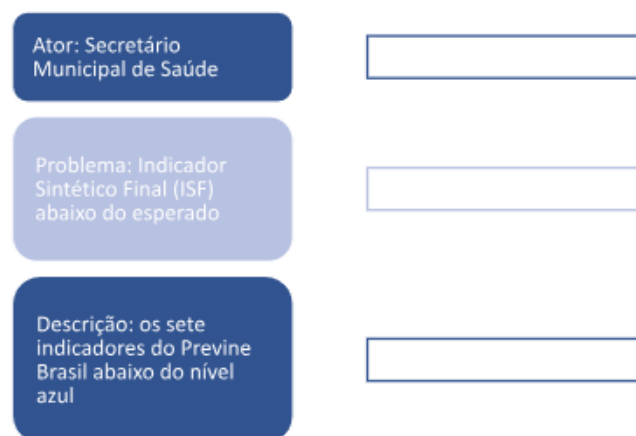 Ator: Secretário
Municipal de Saúde
Problema: Indicador
Sintético Final (ISF)
abaixo do esperado
Descrição: os sete
indicadores do Previne
Brasil abaixo do nível
azul